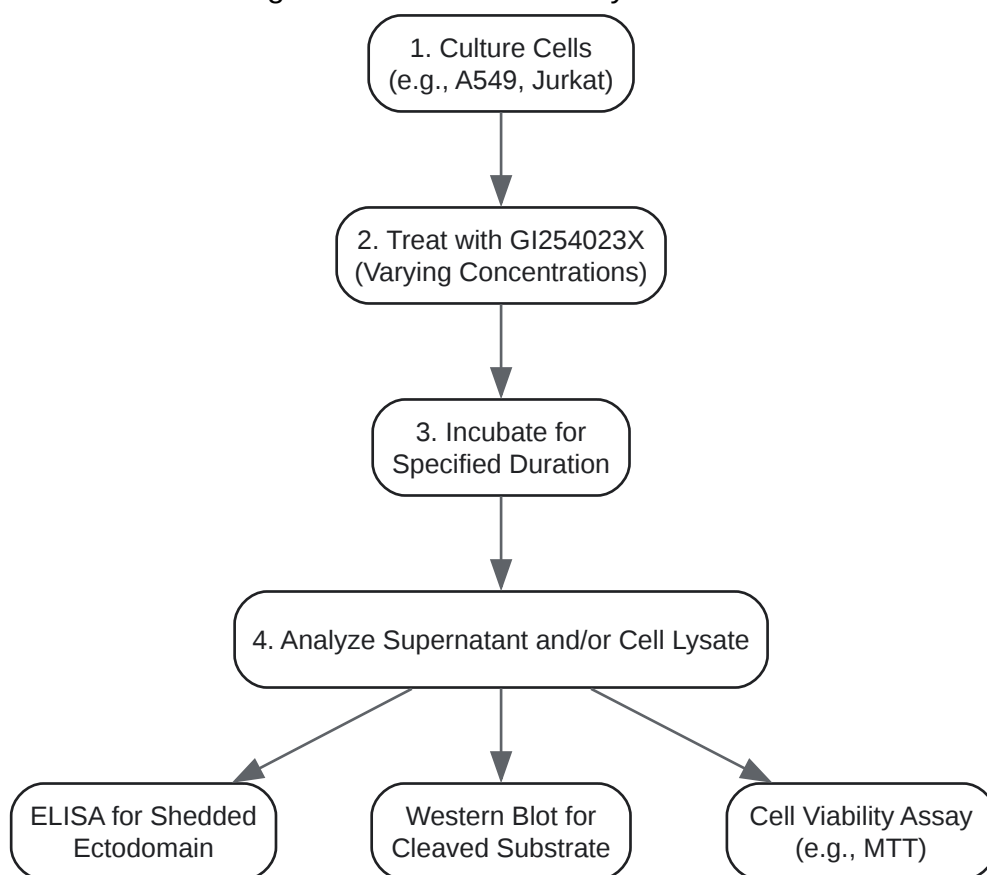 1. Culture Cells
(e.g., A549, Jurkat)
2. Treat with GI254023X
(Varying Concentrations)
3. Incubate for
Specified Duration
4. Analyze Supernatant and/or Cell Lysate
ELISA for Shedded
Ectodomain
Western Blot for
Cleaved Substrate
Cell Viability Assay
(e.g., MTT)